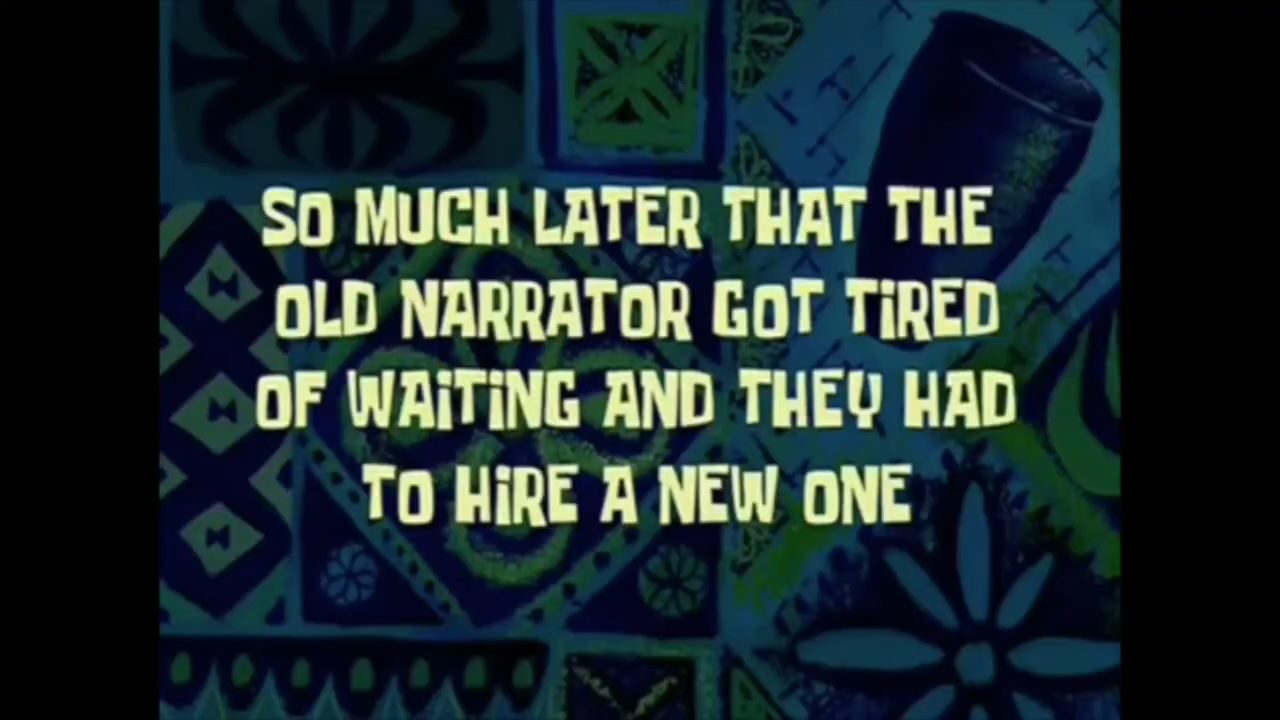 SO MUCH LATER THAT THE
OLD NARRATOR GOT TiRED
OF WAiTiNG AND THEY HAD
TO HiRE A NEW ONE